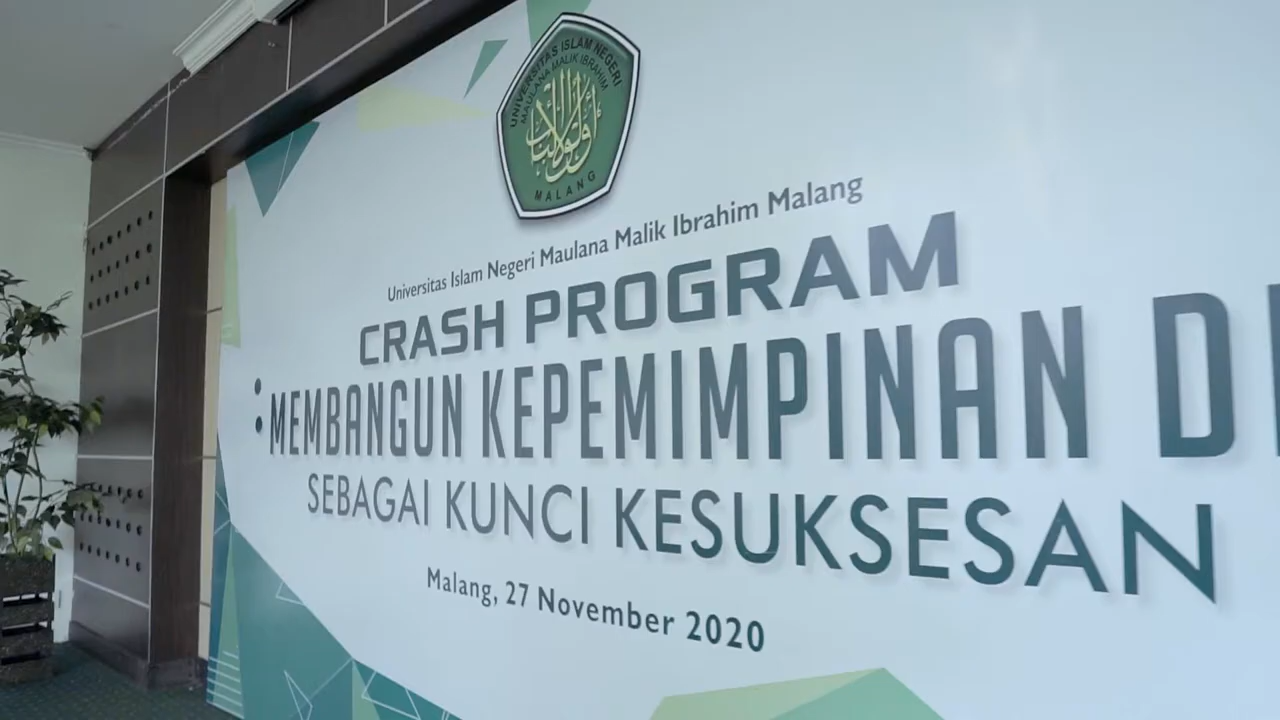 UNIVERSITAS ISLAM NEGERI
MAULANA MALIK IBRAHIM
MALANG
Universitas Islam Negeri Maulana Malik Ibrahim Malang
CRASH PROGRAM
: MEMBANGUN KEPEMIMPINAN
SEBAGAI KUNCI KESUKSESAN
Malang, 27 November 2020